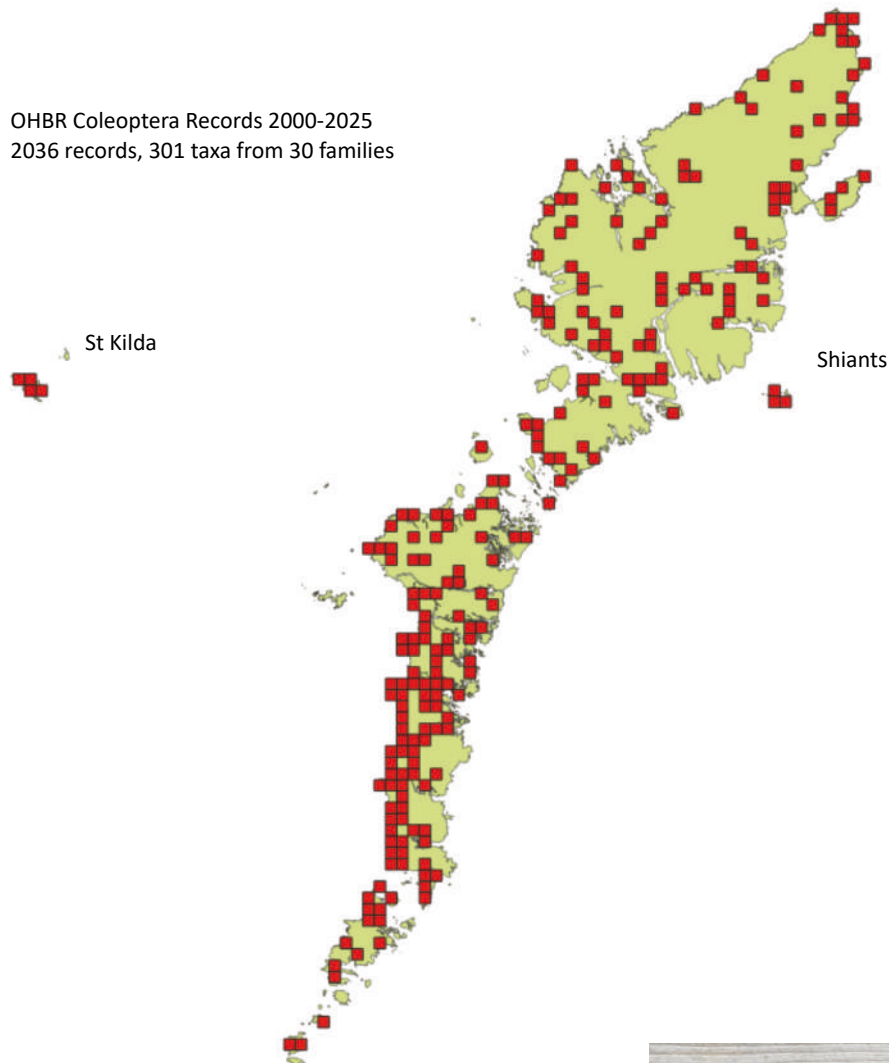 OHBR Coleoptera Records 2000-2025
2036 records, 301 taxa from 30 families
St Kilda
Shiants